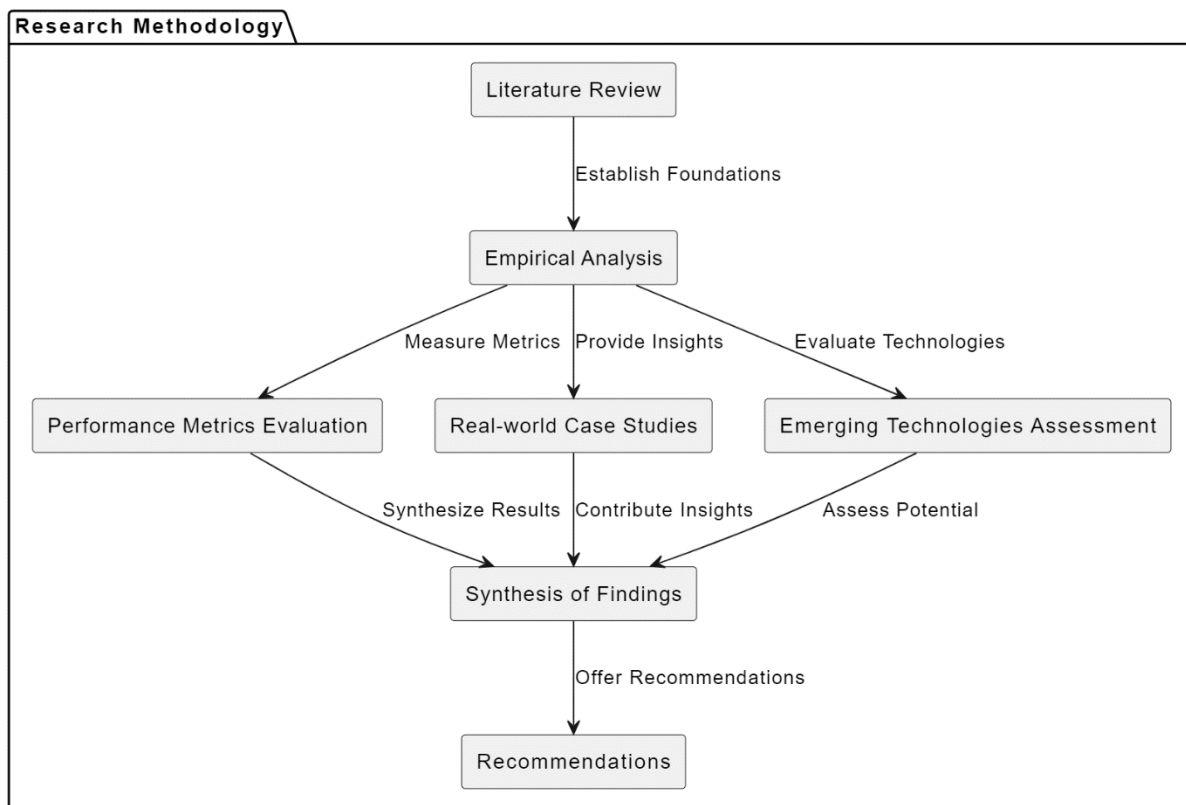 Research Methodology
Literature Review
Establish Foundations
Empirical Analysis
Measure Metrics
Provide Insights
Evaluate Technologies
Performance Metrics Evaluation
Real-world Case Studies
Emerging Technologies Assessment
Synthesize Results
Contribute Insights
Assess Potential
Synthesis of Findings
Offer Recommendations
Recommendations